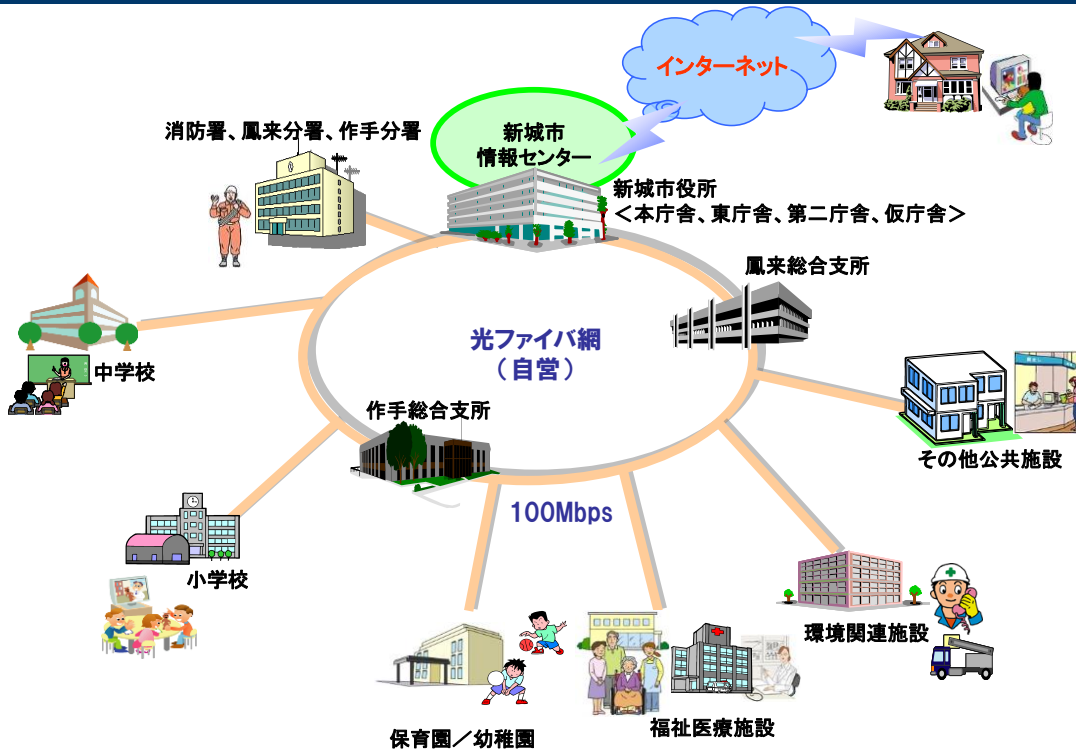 インターネット
消防署、鳳来分署、作手分署
新城市
情報センター
新城市役所
＜本庁舎、東庁舎、第二庁舎、仮庁舎＞
鳳来総合支所
光ファイバ網
（自営）
中学校
作手総合支所
その他公共施設
100Mbps
小学校
環境関連施設
福祉医療施設
保育園／幼稚園